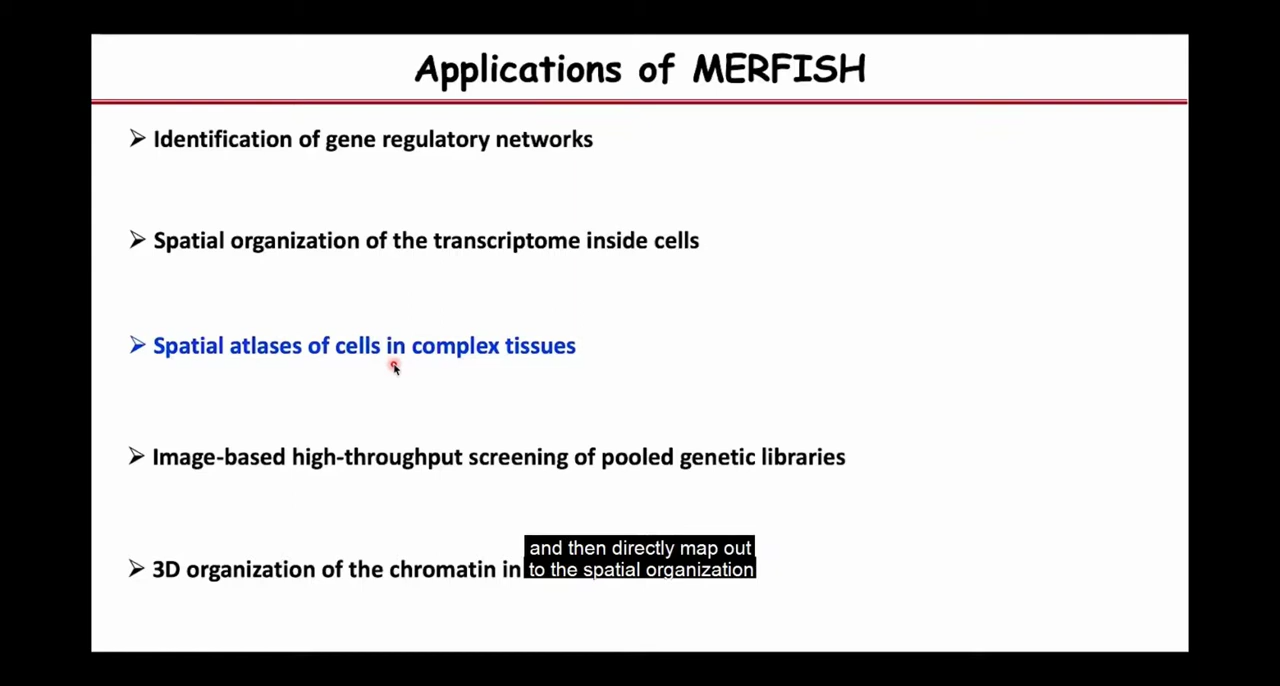 Applications of MERFISH
➢ Identification of gene regulatory networks
➢ Spatial organization of the transcriptome inside cells
➢ Spatial atlases of cells in complex tissues
➢ Image-based high-throughput screening of pooled genetic libraries
➢ 3D organization of the chromatin in
and then directly map out
to the spatial organization